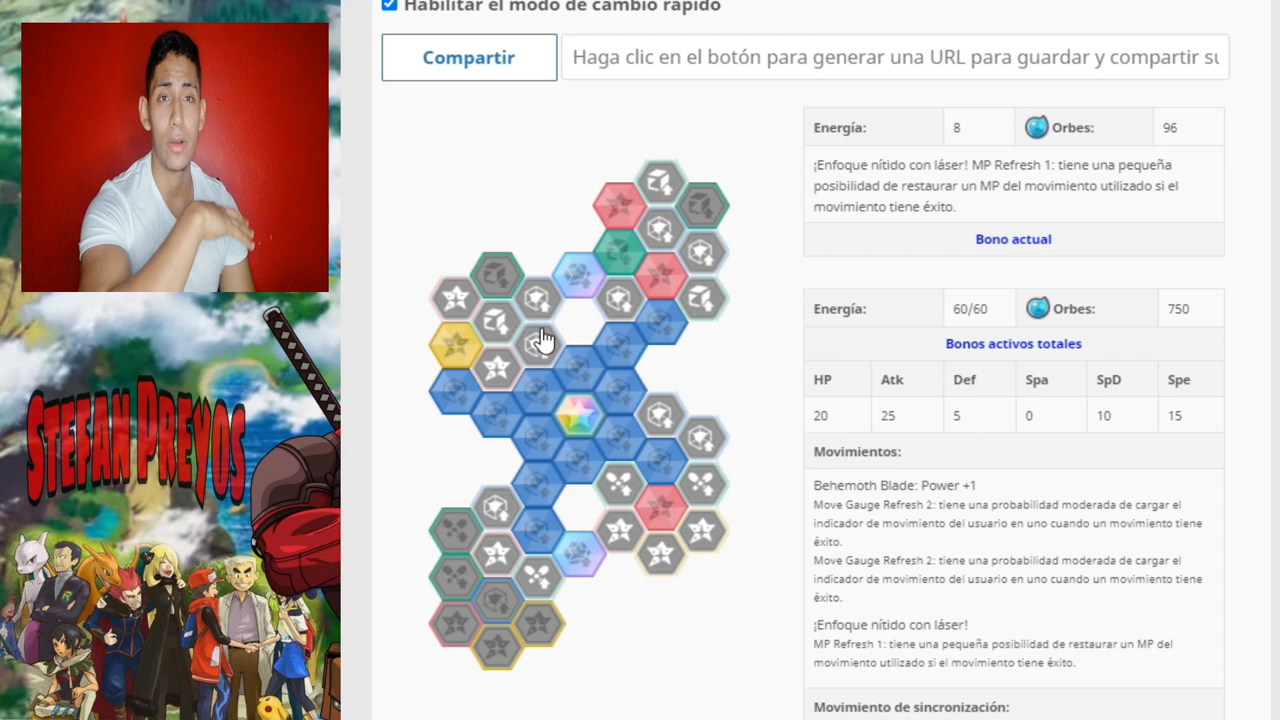 Habilitar el modo de cambio rápido
Compartir
Haga clic en el botón para generar una URL para guardar y compartir su
Energía: 8 Orbes: 96
¡Enfoque nítido con láser! MP Refresh 1: tiene una pequeña
posibilidad de restaurar un MP del movimiento utilizado si el
movimiento tiene éxito.
Bono actual
Energía: 60/60 Orbes: 750
Bonos activos totales
HP Atk Def Spa SpD Spe
20 25 5 0 10 15
Movimientos:
Behemoth Blade: Power +1
Move Gauge Refresh 2: tiene una probabilidad moderada de cargar el
indicador de movimiento del usuario en uno cuando un movimiento tiene
éxito.
Move Gauge Refresh 2: tiene una probabilidad moderada de cargar el
indicador de movimiento del usuario en uno cuando un movimiento tiene
éxito.
¡Enfoque nítido con láser!
MP Refresh 1: tiene una pequeña posibilidad de restaurar un MP del
movimiento utilizado si el movimiento tiene éxito.
Movimiento de sincronización:
STEFAN PREYOS